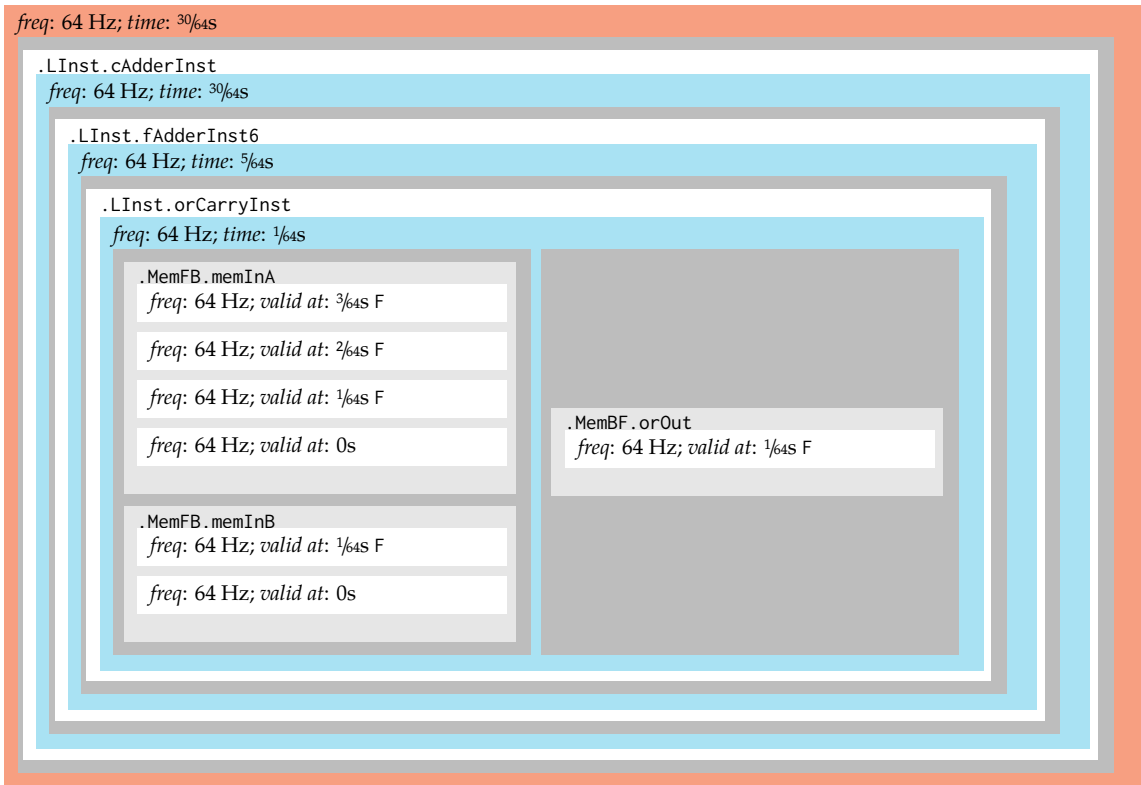 freq: 64 Hz; time: 30/64s
.LInst.cAdderInst
freq: 64 Hz; time: 30/64s
.LInst.fAdderInst6
freq: 64 Hz; time: 5/64s
.LInst.orCarryInst
freq: 64 Hz; time: 1/64s
.MemFB.memInA
freq: 64 Hz; valid at: 3/64s F
freq: 64 Hz; valid at: 2/64s F
freq: 64 Hz; valid at: 1/64s F
freq: 64 Hz; valid at: 0s
.MemFB.memInB
freq: 64 Hz; valid at: 1/64s F
freq: 64 Hz; valid at: 0s
.MemBF.orOut
freq: 64 Hz; valid at: 1/64s F